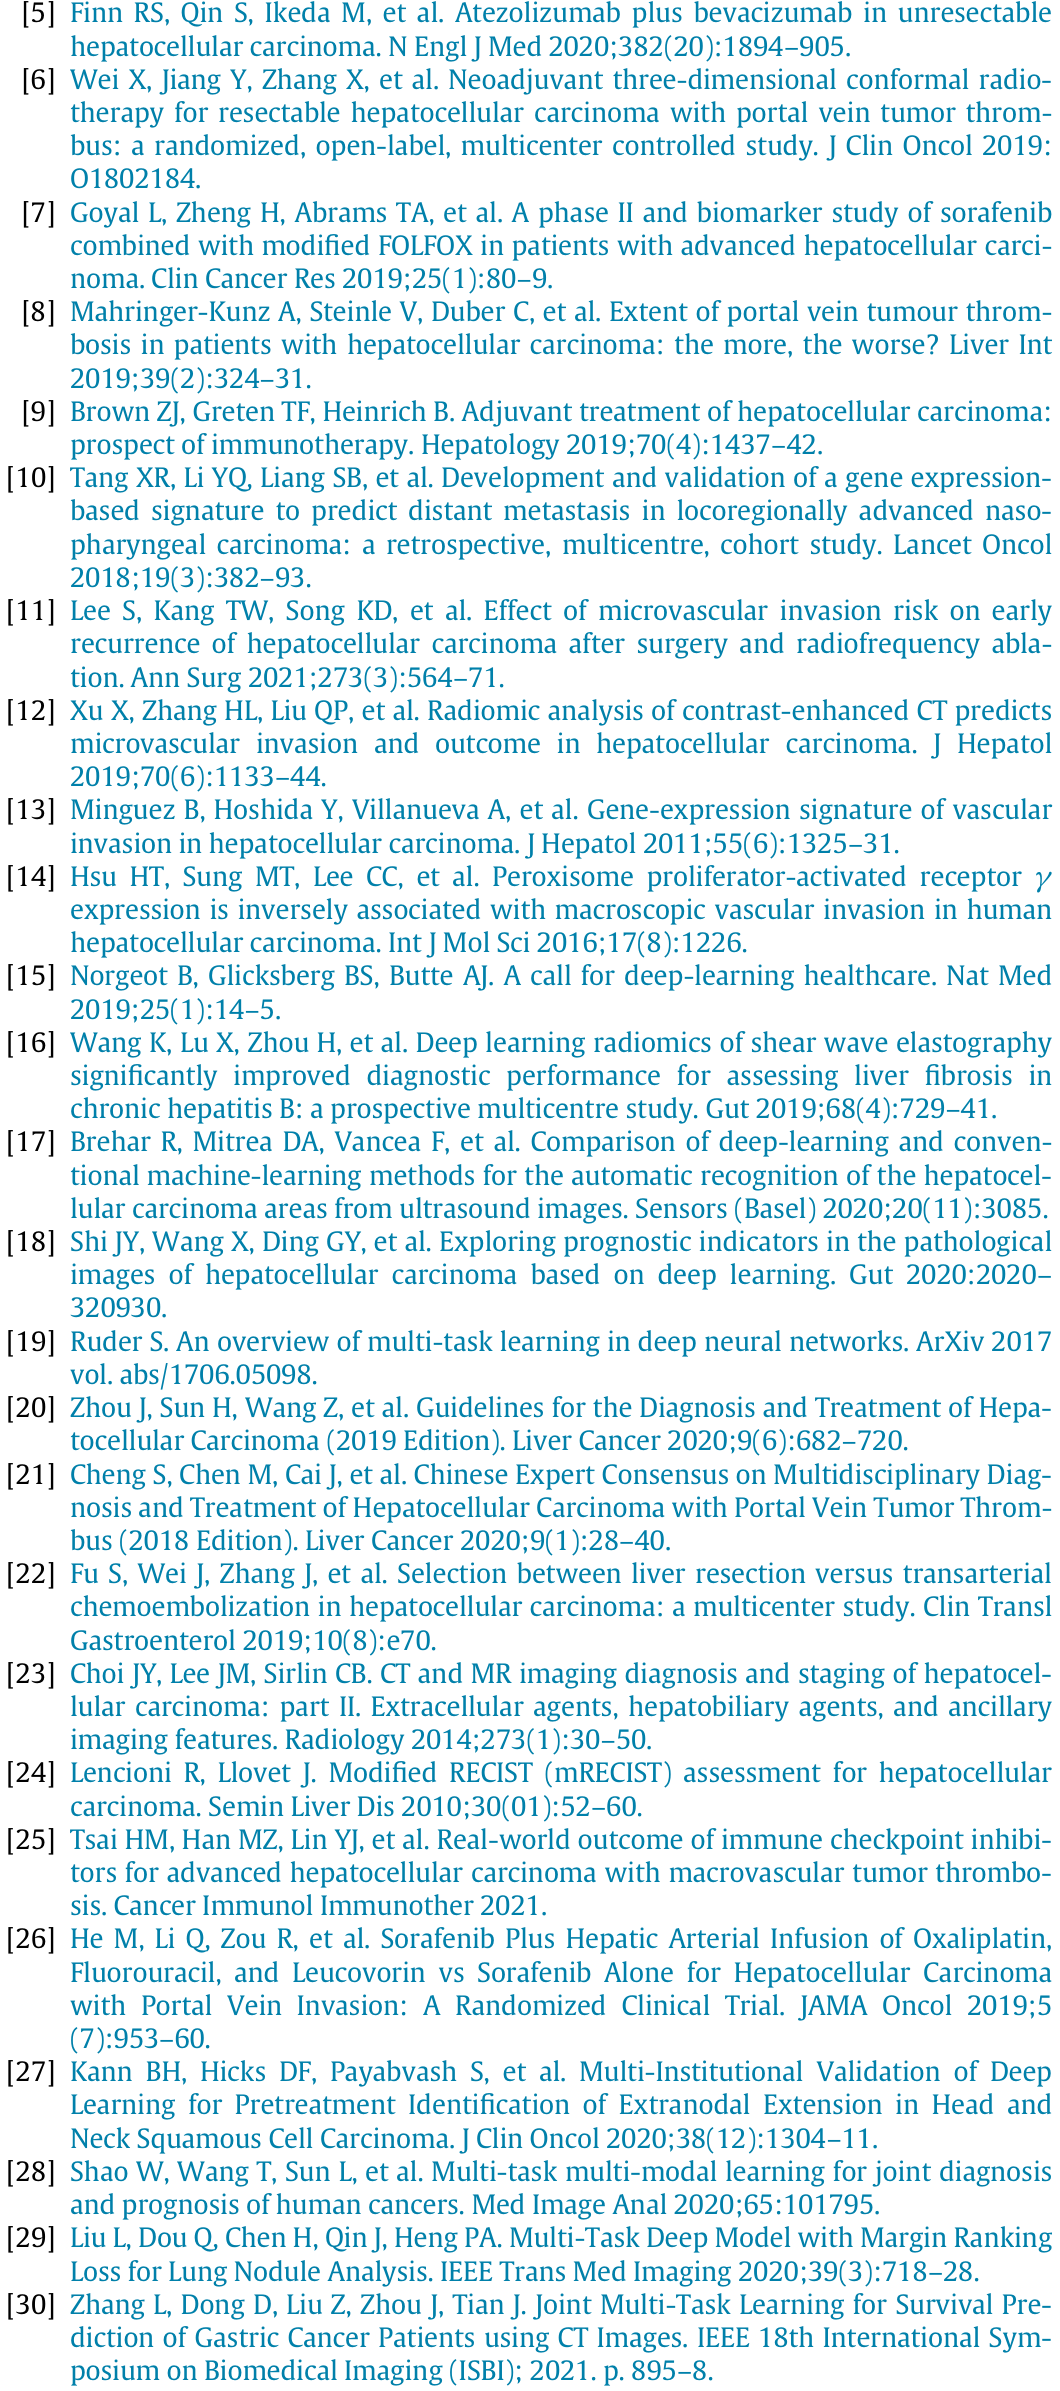 [5] Finn RS, Qin S, Ikeda M, et al. Atezolizumab plus bevacizumab in unresectable
hepatocellular carcinoma. N Engl J Med 2020;382(20):1894–905.
[6] Wei X, Jiang Y, Zhang X, et al. Neoadjuvant three-dimensional conformal radio-
therapy for resectable hepatocellular carcinoma with portal vein tumor throm-
bus: a randomized, open-label, multicenter controlled study. J Clin Oncol 2019:
O1802184.
[7] Goyal L, Zheng H, Abrams TA, et al. A phase II and biomarker study of sorafenib
combined with modified FOLFOX in patients with advanced hepatocellular carci-
noma. Clin Cancer Res 2019;25(1):80–9.
[8] Mahringer-Kunz A, Steinle V, Duber C, et al. Extent of portal vein tumour throm-
bosis in patients with hepatocellular carcinoma: the more, the worse? Liver Int
2019;39(2):324–31.
[9] Brown ZJ, Greten TF, Heinrich B. Adjuvant treatment of hepatocellular carcinoma:
prospect of immunotherapy. Hepatology 2019;70(4):1437–42.
[10] Tang XR, Li YQ, Liang SB, et al. Development and validation of a gene expression-
based signature to predict distant metastasis in locoregionally advanced naso-
pharyngeal carcinoma: a retrospective, multicentre, cohort study. Lancet Oncol
2018;19(3):382–93.
[11] Lee S, Kang TW, Song KD, et al. Effect of microvascular invasion risk on early
recurrence of hepatocellular carcinoma after surgery and radiofrequency abla-
tion. Ann Surg 2021;273(3):564–71.
[12] Xu X, Zhang HL, Liu QP, et al. Radiomic analysis of contrast-enhanced CT predicts
microvascular invasion and outcome in hepatocellular carcinoma. J Hepatol
2019;70(6):1133–44.
[13] Minguez B, Hoshida Y, Villanueva A, et al. Gene-expression signature of vascular
invasion in hepatocellular carcinoma. J Hepatol 2011;55(6):1325–31.
[14] Hsu HT, Sung MT, Lee CC, et al. Peroxisome proliferator-activated receptor γ
expression is inversely associated with macroscopic vascular invasion in human
hepatocellular carcinoma. Int J Mol Sci 2016;17(8):1226.
[15] Norgeot B, Glicksberg BS, Butte AJ. A call for deep-learning healthcare. Nat Med
2019;25(1):14–5.
[16] Wang K, Lu X, Zhou H, et al. Deep learning radiomics of shear wave elastography
significantly improved diagnostic performance for assessing liver fibrosis in
chronic hepatitis B: a prospective multicentre study. Gut 2019;68(4):729–41.
[17] Brehar R, Mitrea DA, Vancea F, et al. Comparison of deep-learning and conven-
tional machine-learning methods for the automatic recognition of the hepatocel-
lular carcinoma areas from ultrasound images. Sensors (Basel) 2020;20(11):3085.
[18] Shi JY, Wang X, Ding GY, et al. Exploring prognostic indicators in the pathological
images of hepatocellular carcinoma based on deep learning. Gut 2020:2020–
320930.
[19] Ruder S. An overview of multi-task learning in deep neural networks. ArXiv 2017
vol. abs/1706.05098.
[20] Zhou J, Sun H, Wang Z, et al. Guidelines for the Diagnosis and Treatment of Hepa-
tocellular Carcinoma (2019 Edition). Liver Cancer 2020;9(6):682–720.
[21] Cheng S, Chen M, Cai J, et al. Chinese Expert Consensus on Multidisciplinary Diag-
nosis and Treatment of Hepatocellular Carcinoma with Portal Vein Tumor Throm-
bus (2018 Edition). Liver Cancer 2020;9(1):28–40.
[22] Fu S, Wei J, Zhang J, et al. Selection between liver resection versus transarterial
chemoembolization in hepatocellular carcinoma: a multicenter study. Clin Transl
Gastroenterol 2019;10(8):e70.
[23] Choi JY, Lee JM, Sirlin CB. CT and MR imaging diagnosis and staging of hepatocel-
lular carcinoma: part II. Extracellular agents, hepatobiliary agents, and ancillary
imaging features. Radiology 2014;273(1):30–50.
[24] Lencioni R, Llovet J. Modified RECIST (mRECIST) assessment for hepatocellular
carcinoma. Semin Liver Dis 2010;30(01):52–60.
[25] Tsai HM, Han MZ, Lin YJ, et al. Real-world outcome of immune checkpoint inhibi-
tors for advanced hepatocellular carcinoma with macrovascular tumor thrombo-
sis. Cancer Immunol Immunother 2021.
[26] He M, Li Q, Zou R, et al. Sorafenib Plus Hepatic Arterial Infusion of Oxaliplatin,
Fluorouracil, and Leucovorin vs Sorafenib Alone for Hepatocellular Carcinoma
with Portal Vein Invasion: A Randomized Clinical Trial. JAMA Oncol 2019;5
(7):953–60.
[27] Kann BH, Hicks DF, Payabvash S, et al. Multi-Institutional Validation of Deep
Learning for Pretreatment Identification of Extranodal Extension in Head and
Neck Squamous Cell Carcinoma. J Clin Oncol 2020;38(12):1304–11.
[28] Shao W, Wang T, Sun L, et al. Multi-task multi-modal learning for joint diagnosis
and prognosis of human cancers. Med Image Anal 2020;65:101795.
[29] Liu L, Dou Q, Chen H, Qin J, Heng PA. Multi-Task Deep Model with Margin Ranking
Loss for Lung Nodule Analysis. IEEE Trans Med Imaging 2020;39(3):718–28.
[30] Zhang L, Dong D, Liu Z, Zhou J, Tian J. Joint Multi-Task Learning for Survival Pre-
diction of Gastric Cancer Patients using CT Images. IEEE 18th International Sym-
posium on Biomedical Imaging (ISBI); 2021. p. 895–8.